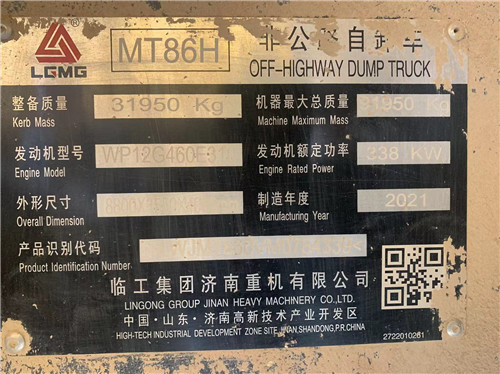 LGMG
MT86H
非公路自卸车
OFF-HIGHWAY DUMP TRUCK
整备质量
Kerb Mass
31950 Kg
机器最大总质量
Machine Maximum Mass
31950 Kg
发动机型号
Engine Model
WP12G460E3
发动机额定功率
Engine Rated Power
338 kW
外形尺寸
Overall Dimension
制造年度
Manufacturing Year
2021
产品识别代码
Product Identification Number
临工集团济南重机有限公司
LINGONG GROUP JINAN HEAVY MACHINERY CO.,LTD.
中国·山东·济南高新技术产业开发区
HIGH-TECH INDUSTRIAL DEVELOPMENT ZONE SITE, JINAN, SHANDONG, P.R.CHINA
2722010261